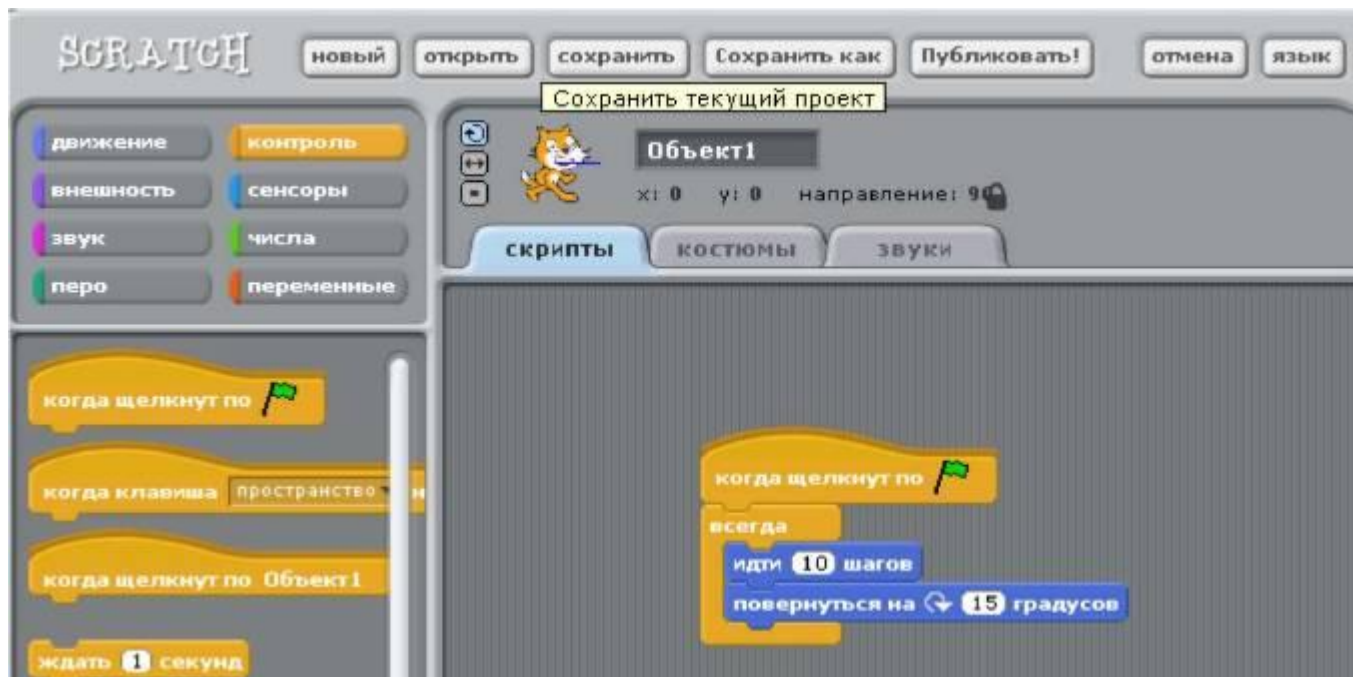 SCRATCH новый открыть сохранить Сохранить как Публиковать! отмена язык
Сохранить текущий проект
движение контроль
внешность сенсоры
звук числа
перо переменные
Объект1
x: 0 y: 0 направление: 90
скрипты костюмы звуки
когда щелкнут по
когда клавиша пространство н
когда щелкнут по Объект1
ждать 1 секунд
когда щелкнут по
всегда
идти 10 шагов
повернуться на 15 градусов